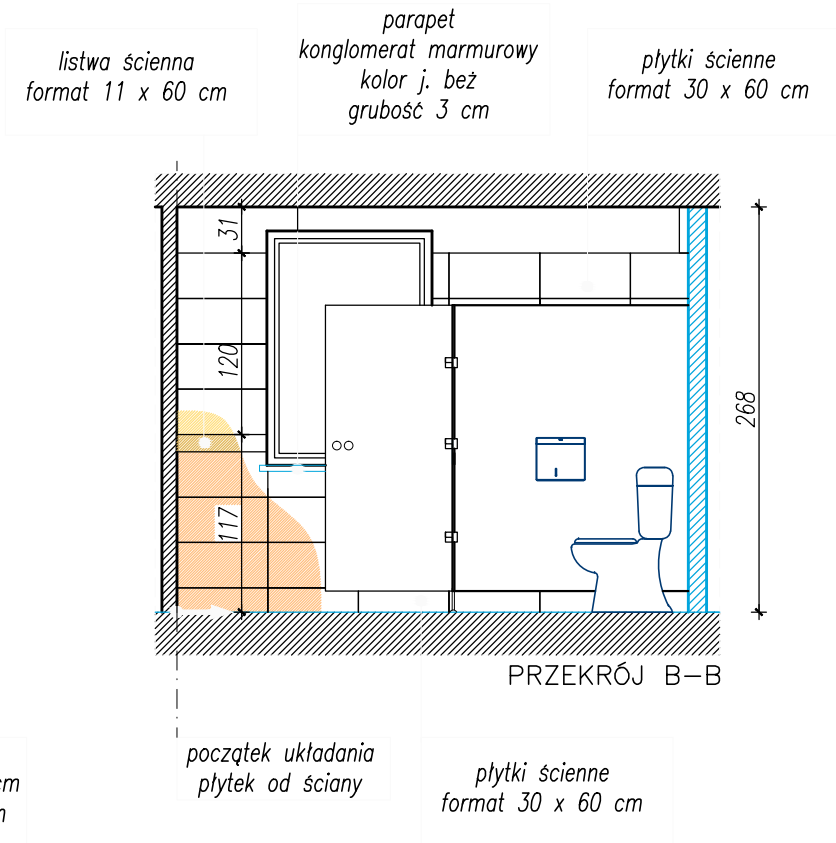 parapet
konglomerat marmurowy
kolor j. beż
grubość 3 cm
listwa ścienna
format 11 x 60 cm
płytki ścienne
format 30 x 60 cm
31
120
117
268
PRZEKRÓJ B-B
początek układania
płytek od ściany
płytki ścienne
format 30 x 60 cm
cm